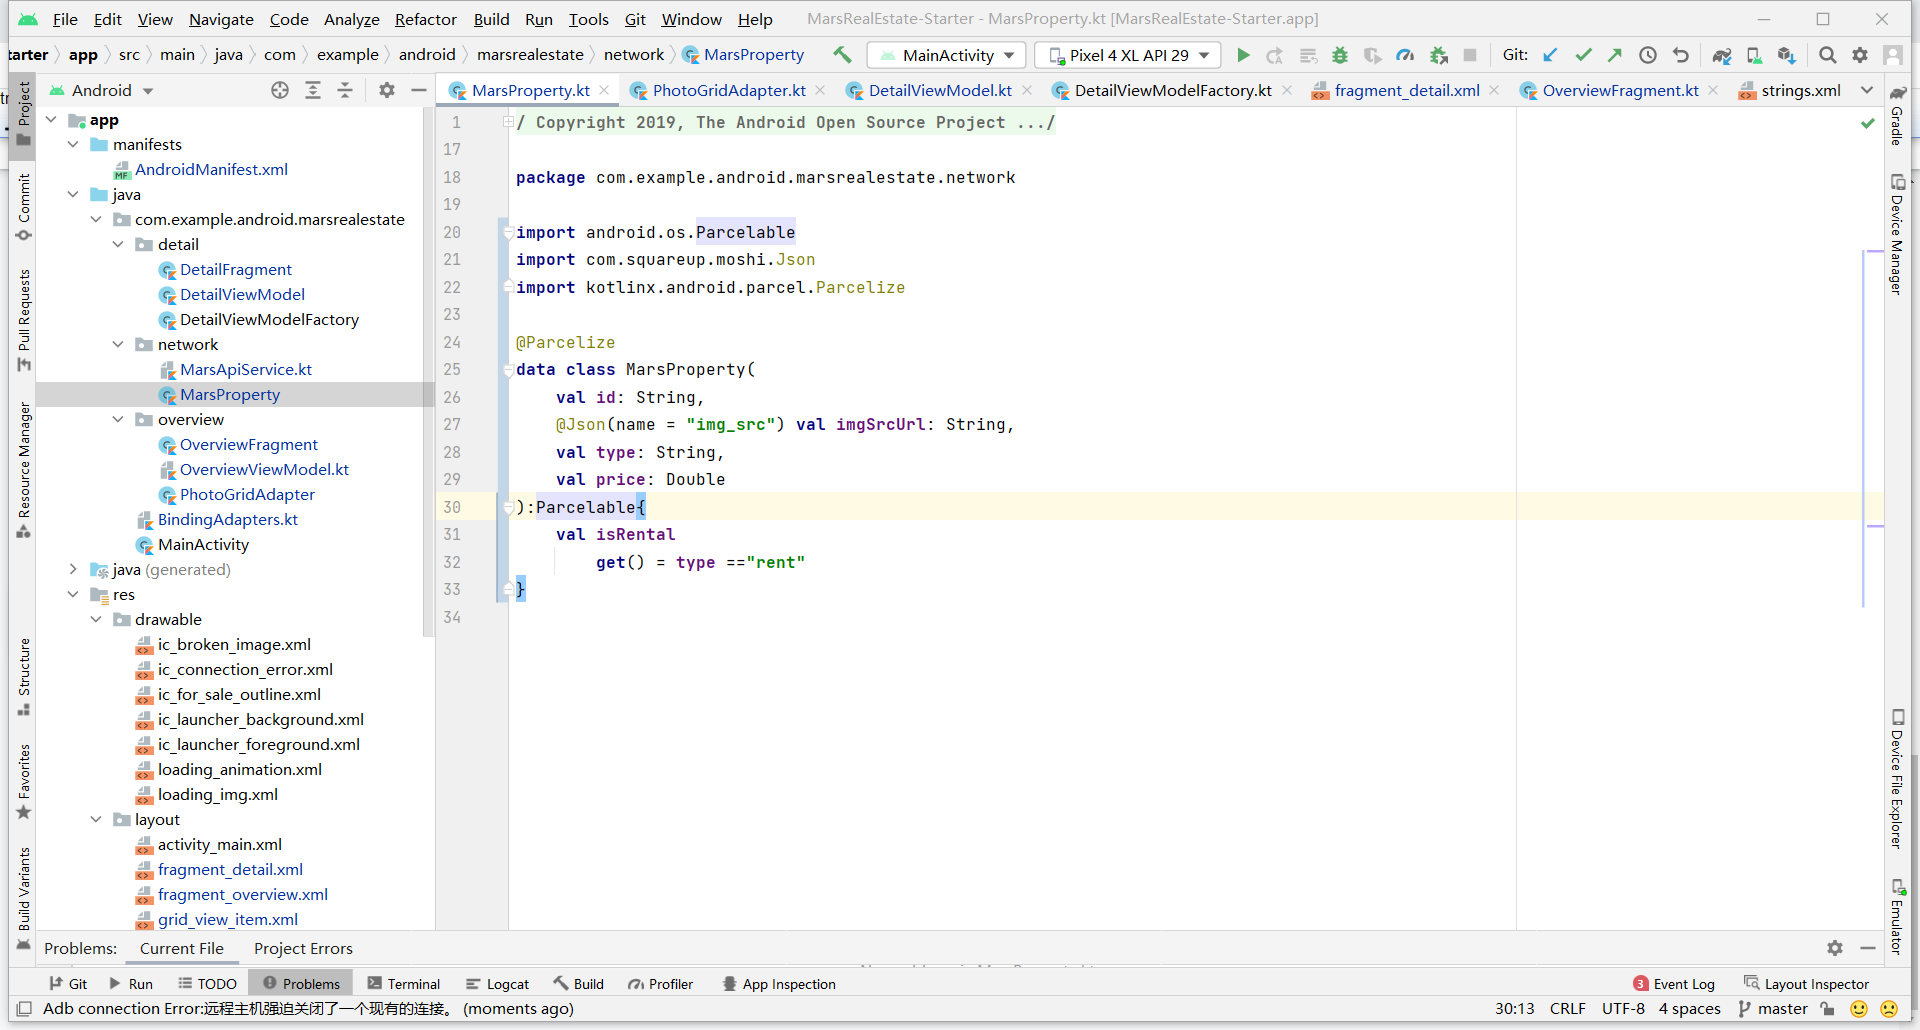 File Edit View Navigate Code Analyze Refactor Build Run Tools Git Window Help MarsRealEstate-Starter - MarsProperty.kt [MarsRealEstate-Starter.app]
tarter app src main java com example android marsrealestate network MarsProperty MainActivity Pixel 4 XL API 29 Git:
Android
MarsProperty.kt PhotoGridAdapter.kt DetailViewModel.kt DetailViewModelFactory.kt fragment_detail.xml OverviewFragment.kt strings.xml
Project
Commit
Pull Requests
Resource Manager
Structure
Favorites
Build Variants
app
manifests
AndroidManifest.xml
java
com.example.android.marsrealestate
detail
DetailFragment
DetailViewModel
DetailViewModelFactory
network
MarsApiService.kt
MarsProperty
overview
OverviewFragment
OverviewViewModel.kt
PhotoGridAdapter
BindingAdapters.kt
MainActivity
java (generated)
res
drawable
ic_broken_image.xml
ic_connection_error.xml
ic_for_sale_outline.xml
ic_launcher_background.xml
ic_launcher_foreground.xml
loading_animation.xml
loading_img.xml
layout
activity_main.xml
fragment_detail.xml
fragment_overview.xml
grid_view_item.xml
1 / Copyright 2019, The Android Open Source Project .../
17
18 package com.example.android.marsrealestate.network
19
20 import android.os.Parcelable
21 import com.squareup.moshi.Json
22 import kotlinx.android.parcel.Parcelize
23
24 @Parcelize
25 data class MarsProperty(
26 val id: String,
27 @Json(name = "img_src") val imgSrcUrl: String,
28 val type: String,
29 val price: Double
30 ):Parcelable{
31 val isRental
32 get() = type =="rent"
33 }
34
Gradle
Device Manager
Device File Explorer
Emulator
Problems: Current File Project Errors
Git Run TODO Problems Terminal Logcat Build Profiler App Inspection 3 Event Log Layout Inspector
Adb connection Error:远程主机强迫关闭了一个现有的连接。 (moments ago) 30:13 CRLF UTF-8 4 spaces master